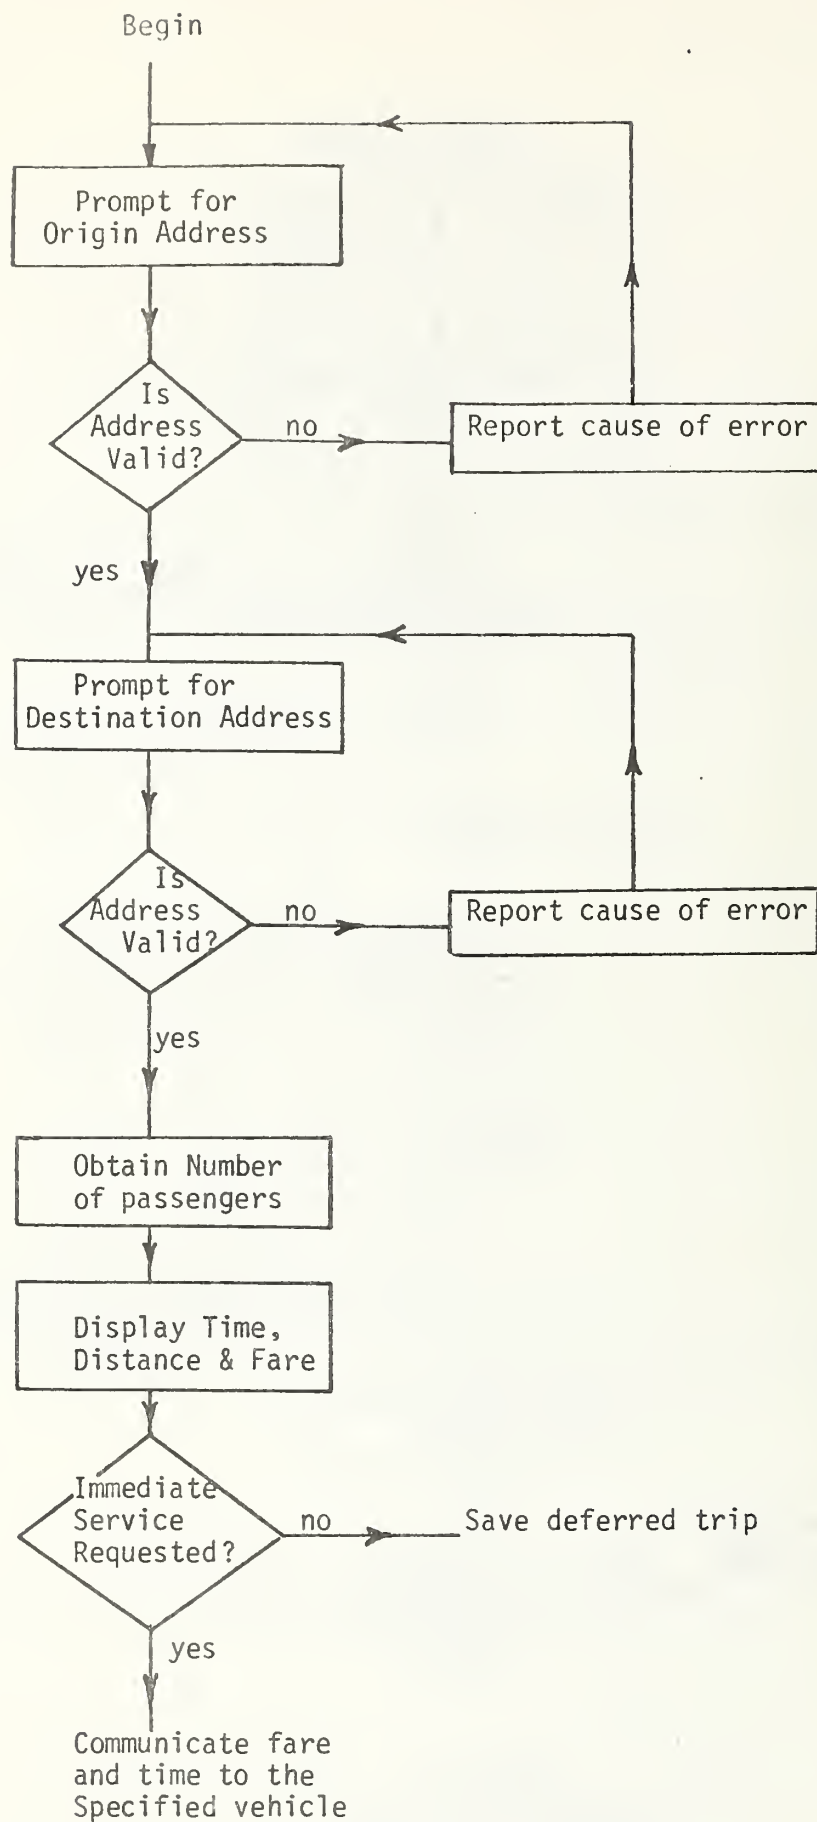 Begin
Prompt for
Origin Address
Is
Address
Valid?
no
Report cause of error
yes
Prompt for
Destination Address
Is
Address
Valid?
no
Report cause of error
yes
Obtain Number
of passengers
Display Time,
Distance & Fare
Immediate
Service
Requested?
no
Save deferred trip
yes
Communicate fare
and time to the
Specified vehicle